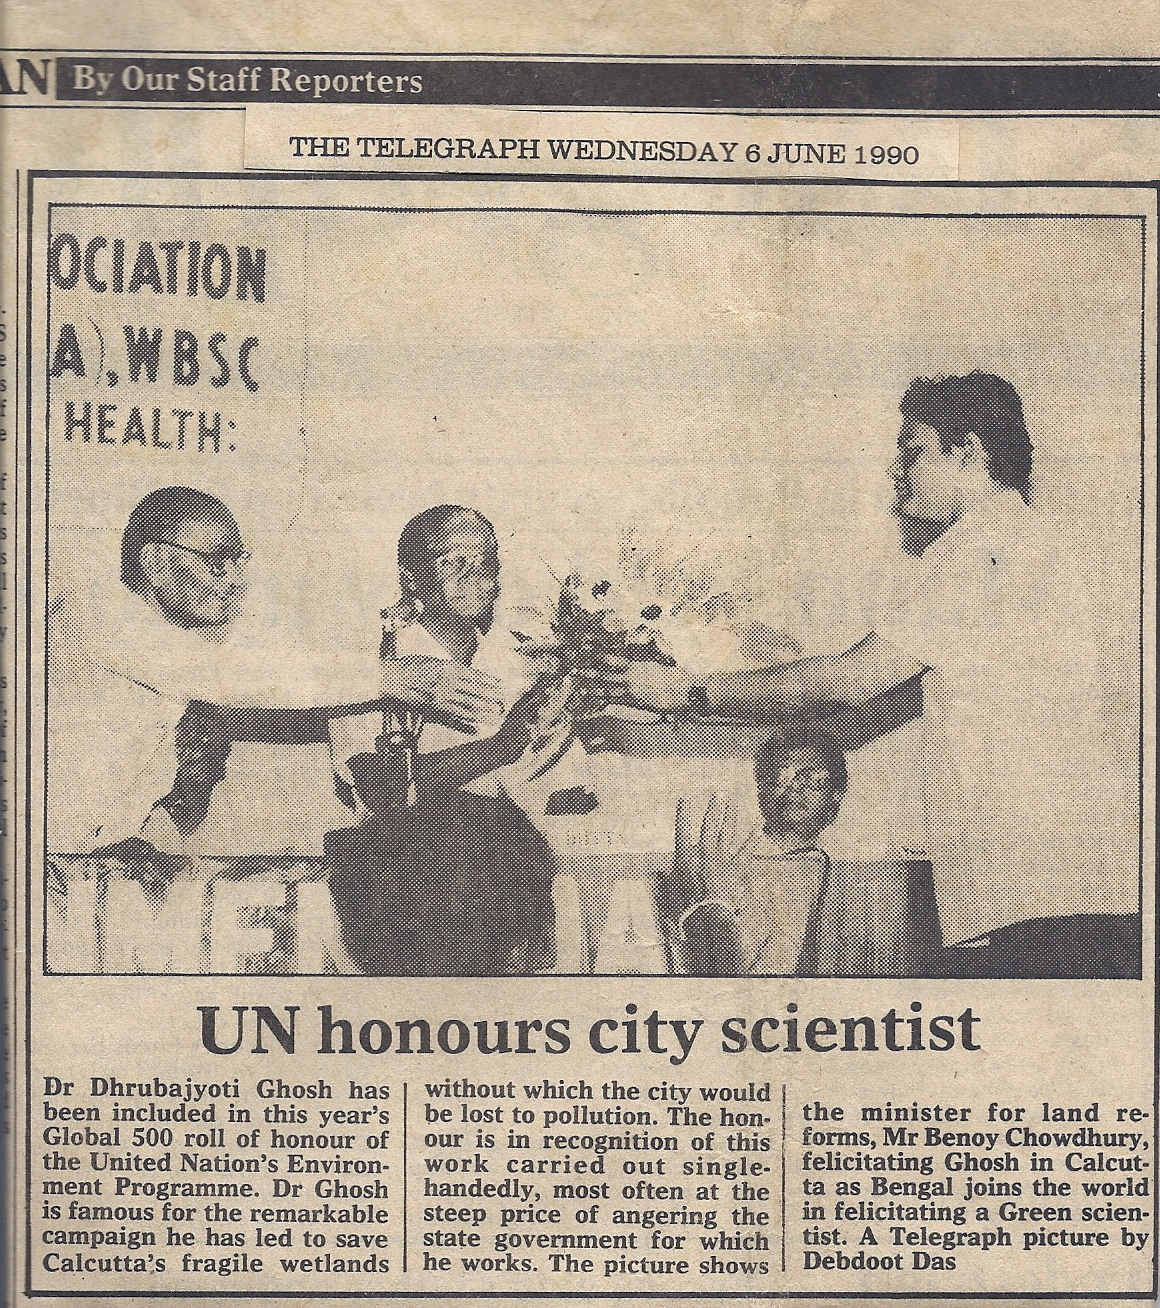 AN By Our Staff Reporters
THE TELEGRAPH WEDNESDAY 6 JUNE 1990
OCIATION
A),WBSC
HEALTH:
UN honours city scientist
Dr Dhrubajyoti Ghosh has
been included in this year's
Global 500 roll of honour of
the United Nation's Environ-
ment Programme. Dr Ghosh
is famous for the remarkable
campaign he has led to save
Calcutta's fragile wetlands
without which the city would
be lost to pollution. The hon-
our is in recognition of this
work carried out single-
handedly, most often at the
steep price of angering the
state government for which
he works. The picture shows
the minister for land re-
forms, Mr Benoy Chowdhury,
felicitating Ghosh in Calcut-
ta as Bengal joins the world
in felicitating a Green scien-
tist. A Telegraph picture by
Debdoot Das